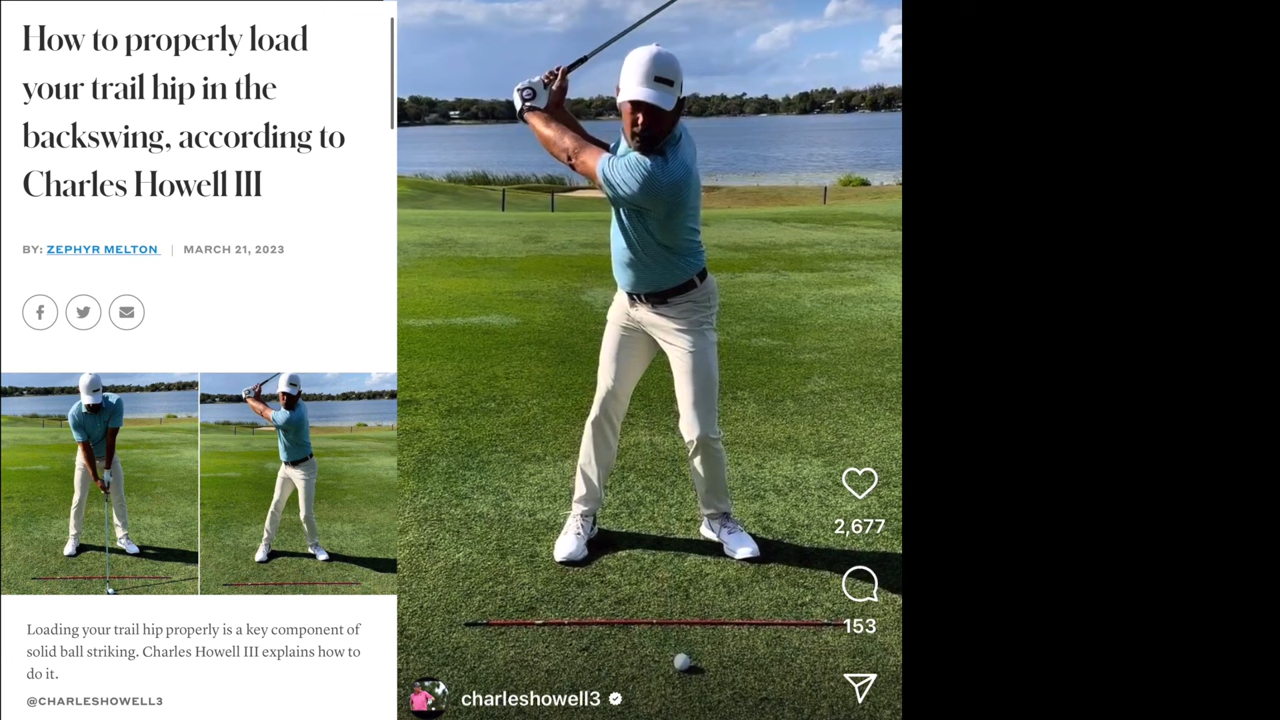 How to properly load
your trail hip in the
backswing, according to
Charles Howell III
BY: ZEPHYR MELTON | MARCH 21, 2023
Loading your trail hip properly is a key component of
solid ball striking. Charles Howell III explains how to
do it.
@CHARLESHOWELL3
2,677
153
charleshowell3